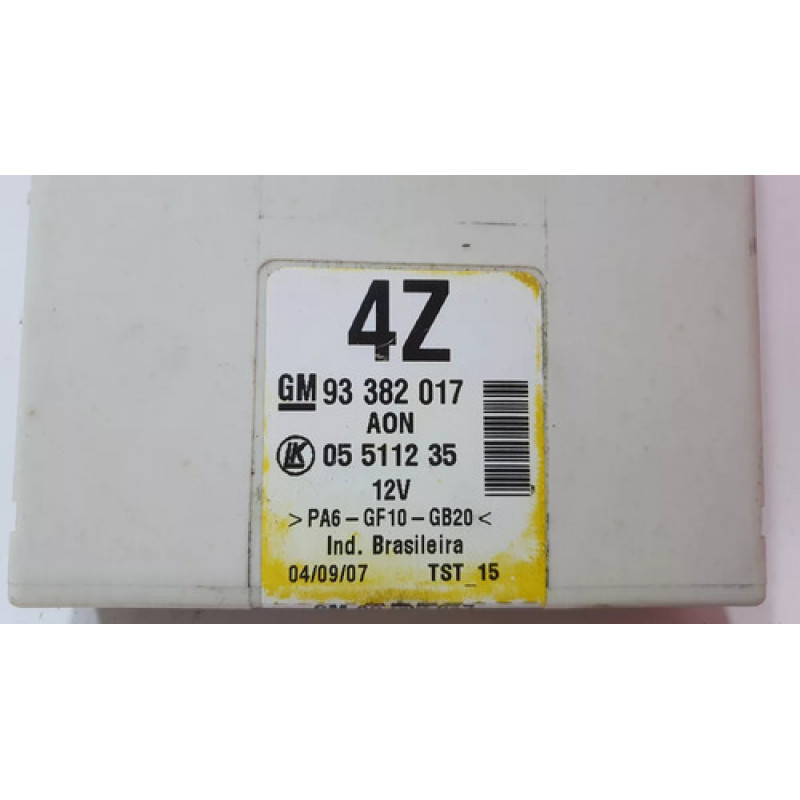 4Z
GM 93 382 017
AON
LK 05 5112 35
12V
>PA6-GF10-GB20<
Ind. Brasileira
04/09/07 TST_15